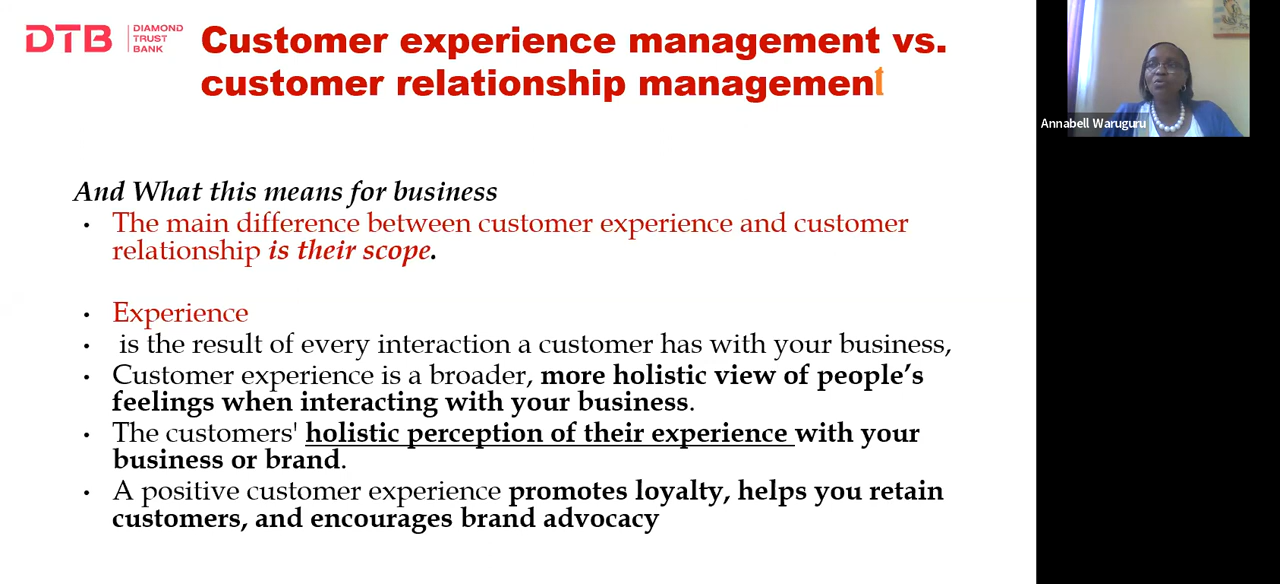 DTB
DIAMOND
TRUST
BANK
Customer experience management vs.
customer relationship management
Annabell Waruguru
And What this means for business
• The main difference between customer experience and customer
relationship is their scope.
• Experience
• is the result of every interaction a customer has with your business,
• Customer experience is a broader, more holistic view of people’s
feelings when interacting with your business.
• The customers' holistic perception of their experience with your
business or brand.
• A positive customer experience promotes loyalty, helps you retain
customers, and encourages brand advocacy